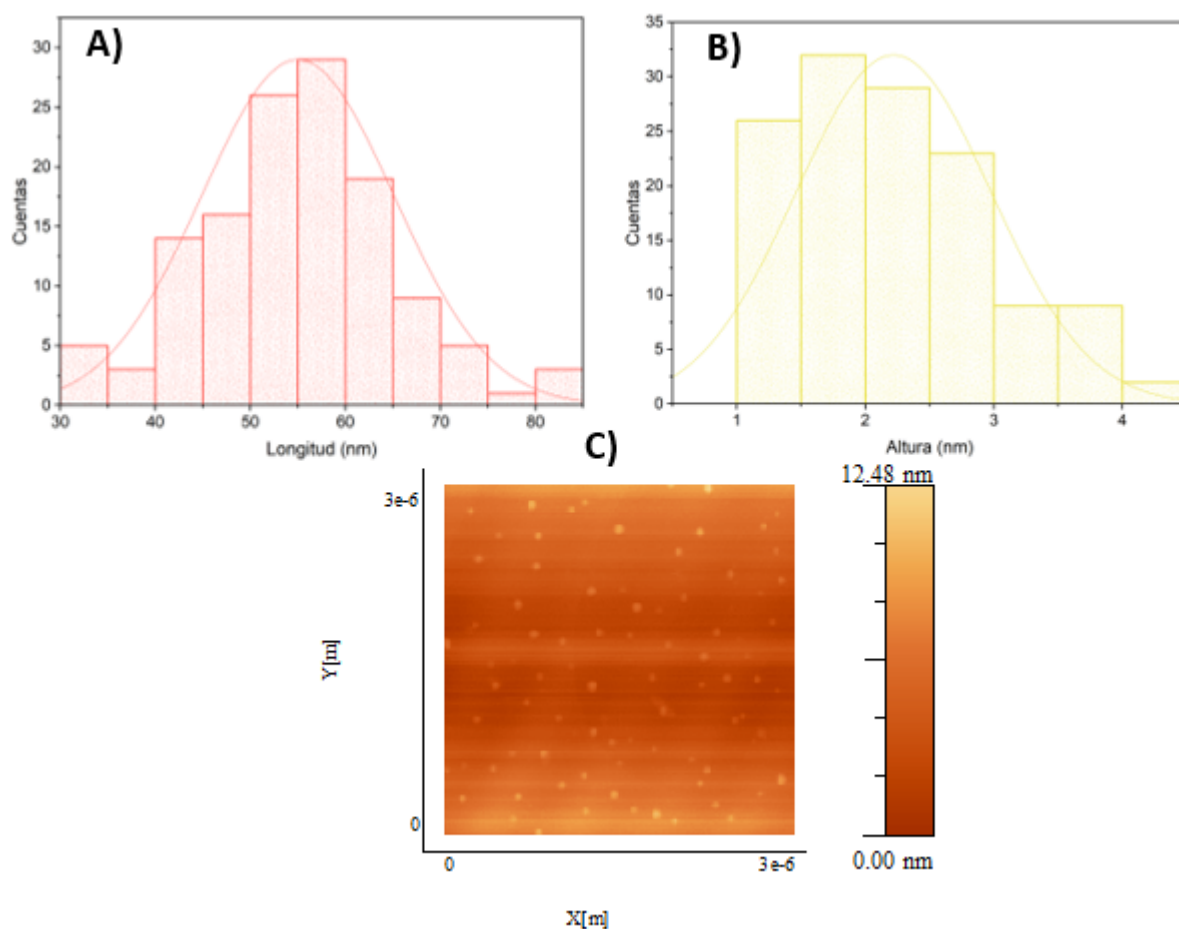 A)
30
25
20
15
10
5
0
Cuentas
30 40 50 60 70 80
Longitud (nm)
B)
35
30
25
20
15
10
5
0
Cuentas
1 2 3 4
Altura (nm)
C)
12.48 nm
3e-6
Y[m]
0
0 3e-6
X[m]
0.00 nm